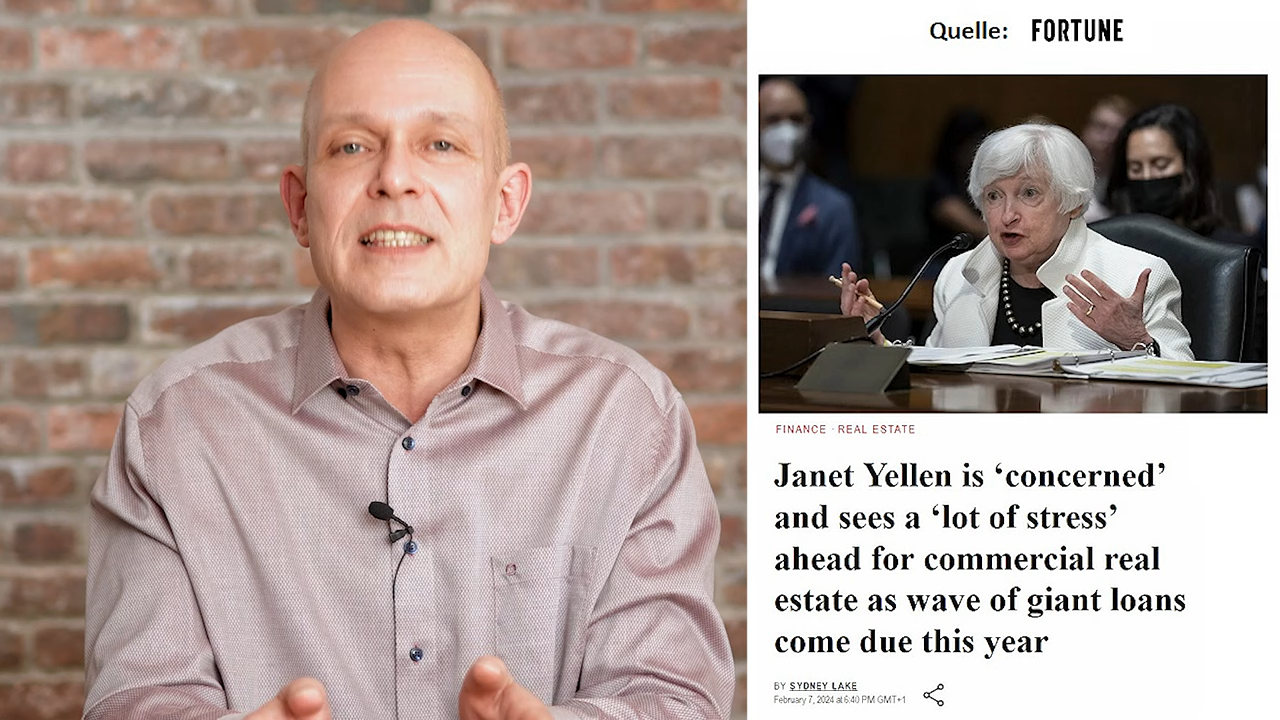 Quelle: FORTUNE
FINANCE · REAL ESTATE
Janet Yellen is ‘concerned’
and sees a ‘lot of stress’
ahead for commercial real
estate as wave of giant loans
come due this year
BY SYDNEY LAKE
February 7, 2024 at 6:40 PM GMT+1